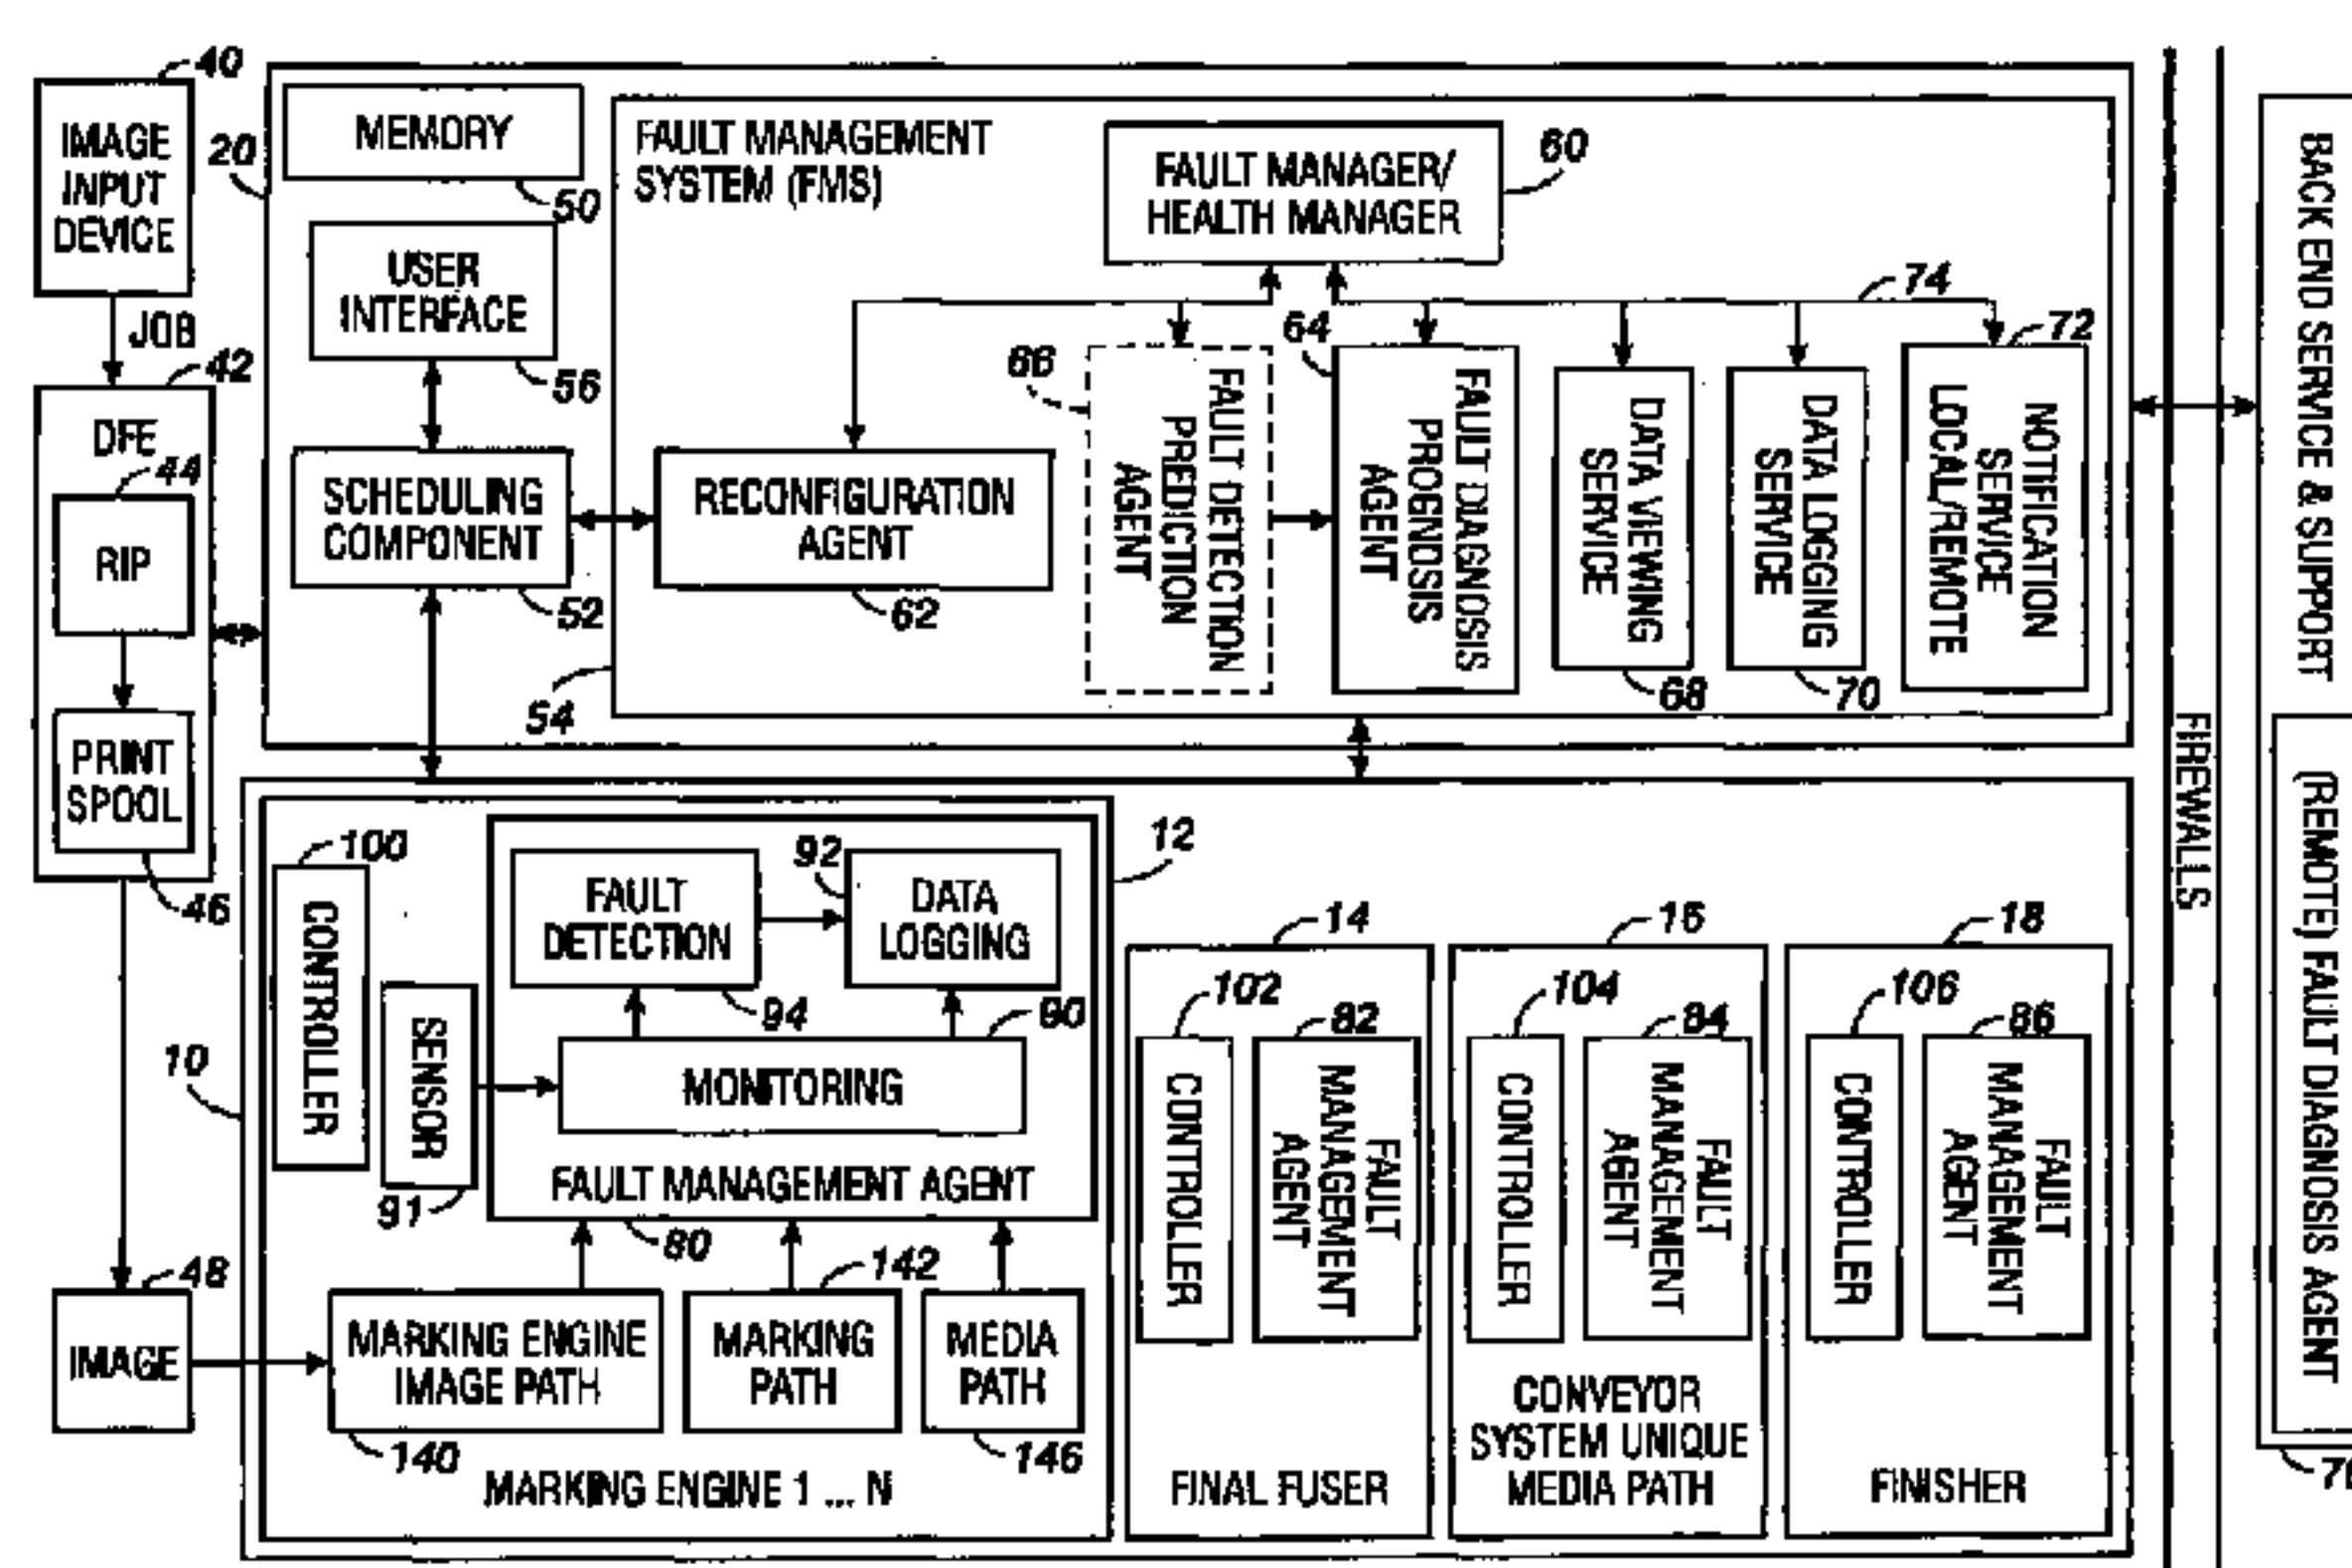 40
IMAGE
INPUT
DEVICE
JOB
42
DFE
44
RIP
PRINT
SPOOL
46
48
IMAGE
20
MEMORY
50
USER
INTERFACE
56
SCHEDULING
COMPONENT
52
FAULT MANAGEMENT
SYSTEM (FMS)
54
FAULT MANAGER/
HEALTH MANAGER
60
74
RECONFIGURATION
AGENT
62
66
FAULT DETECTION
PREDICTION
AGENT
64
FAULT DIAGNOSIS
PROGNOSIS
AGENT
DATA VIEWING
SERVICE
68
DATA LOGGING
SERVICE
70
72
NOTIFICATION
SERVICE
LOCAL/REMOTE
10
12
100
CONTROLLER
SENSOR
91
FAULT
DETECTION
94
92
DATA
LOGGING
90
MONITORING
FAULT MANAGEMENT AGENT
80
MARKING ENGINE
IMAGE PATH
140
142
MARKING
PATH
MEDIA
PATH
146
MARKING ENGINE 1 ... N
14
102
CONTROLLER
82
FAULT
MANAGEMENT
AGENT
FINAL FUSER
16
104
CONTROLLER
84
FAULT
MANAGEMENT
AGENT
CONVEYOR
SYSTEM UNIQUE
MEDIA PATH
18
106
CONTROLLER
86
FAULT
MANAGEMENT
AGENT
FINISHER
FIREWALLS
BACK END SERVICE & SUPPORT
(REMOTE) FAULT DIAGNOSIS AGENT